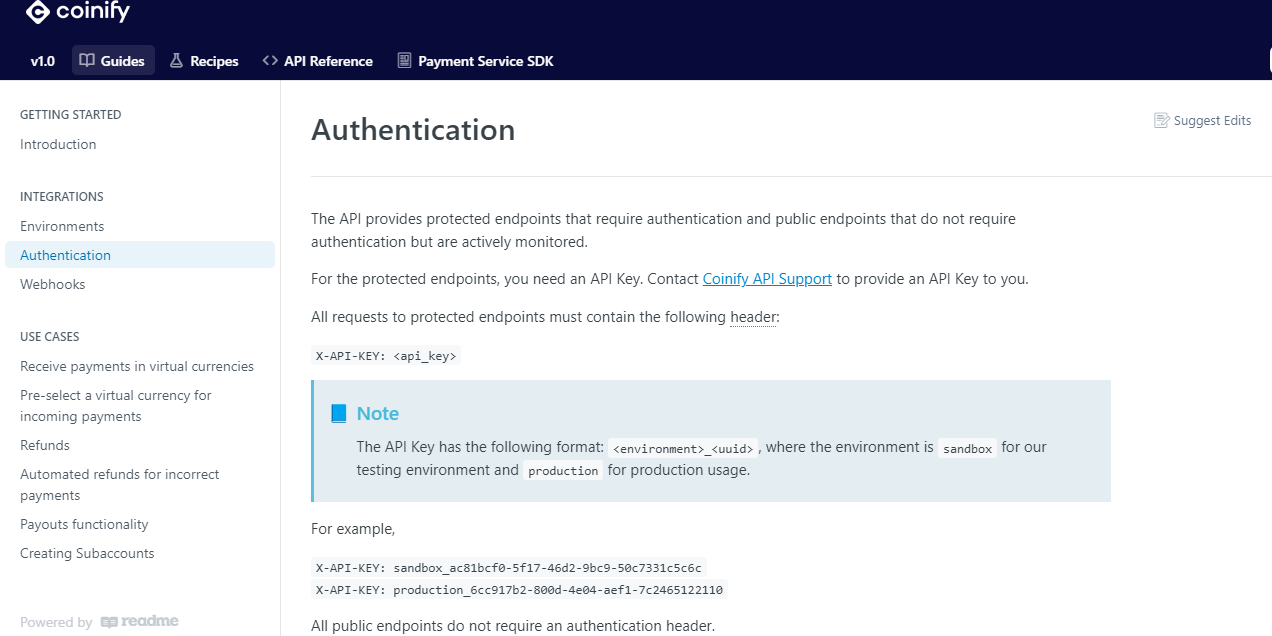 coinify
v1.0 Guides Recipes API Reference Payment Service SDK
GETTING STARTED
Introduction
INTEGRATIONS
Environments
Authentication
Webhooks
USE CASES
Receive payments in virtual currencies
Pre-select a virtual currency for
incoming payments
Refunds
Automated refunds for incorrect
payments
Payouts functionality
Creating Subaccounts
Powered by readme
Authentication
Suggest Edits
The API provides protected endpoints that require authentication and public endpoints that do not require
authentication but are actively monitored.
For the protected endpoints, you need an API Key. Contact Coinify API Support to provide an API Key to you.
All requests to protected endpoints must contain the following header:
X-API-KEY: <api_key>
Note
The API Key has the following format: <environment>_<uuid>, where the environment is sandbox for our
testing environment and production for production usage.
For example,
X-API-KEY: sandbox_ac81bcf0-5f17-46d2-9bc9-50c7331c5c6c
X-API-KEY: production_6cc917b2-800d-4e04-aef1-7c2465122110
All public endpoints do not require an authentication header.